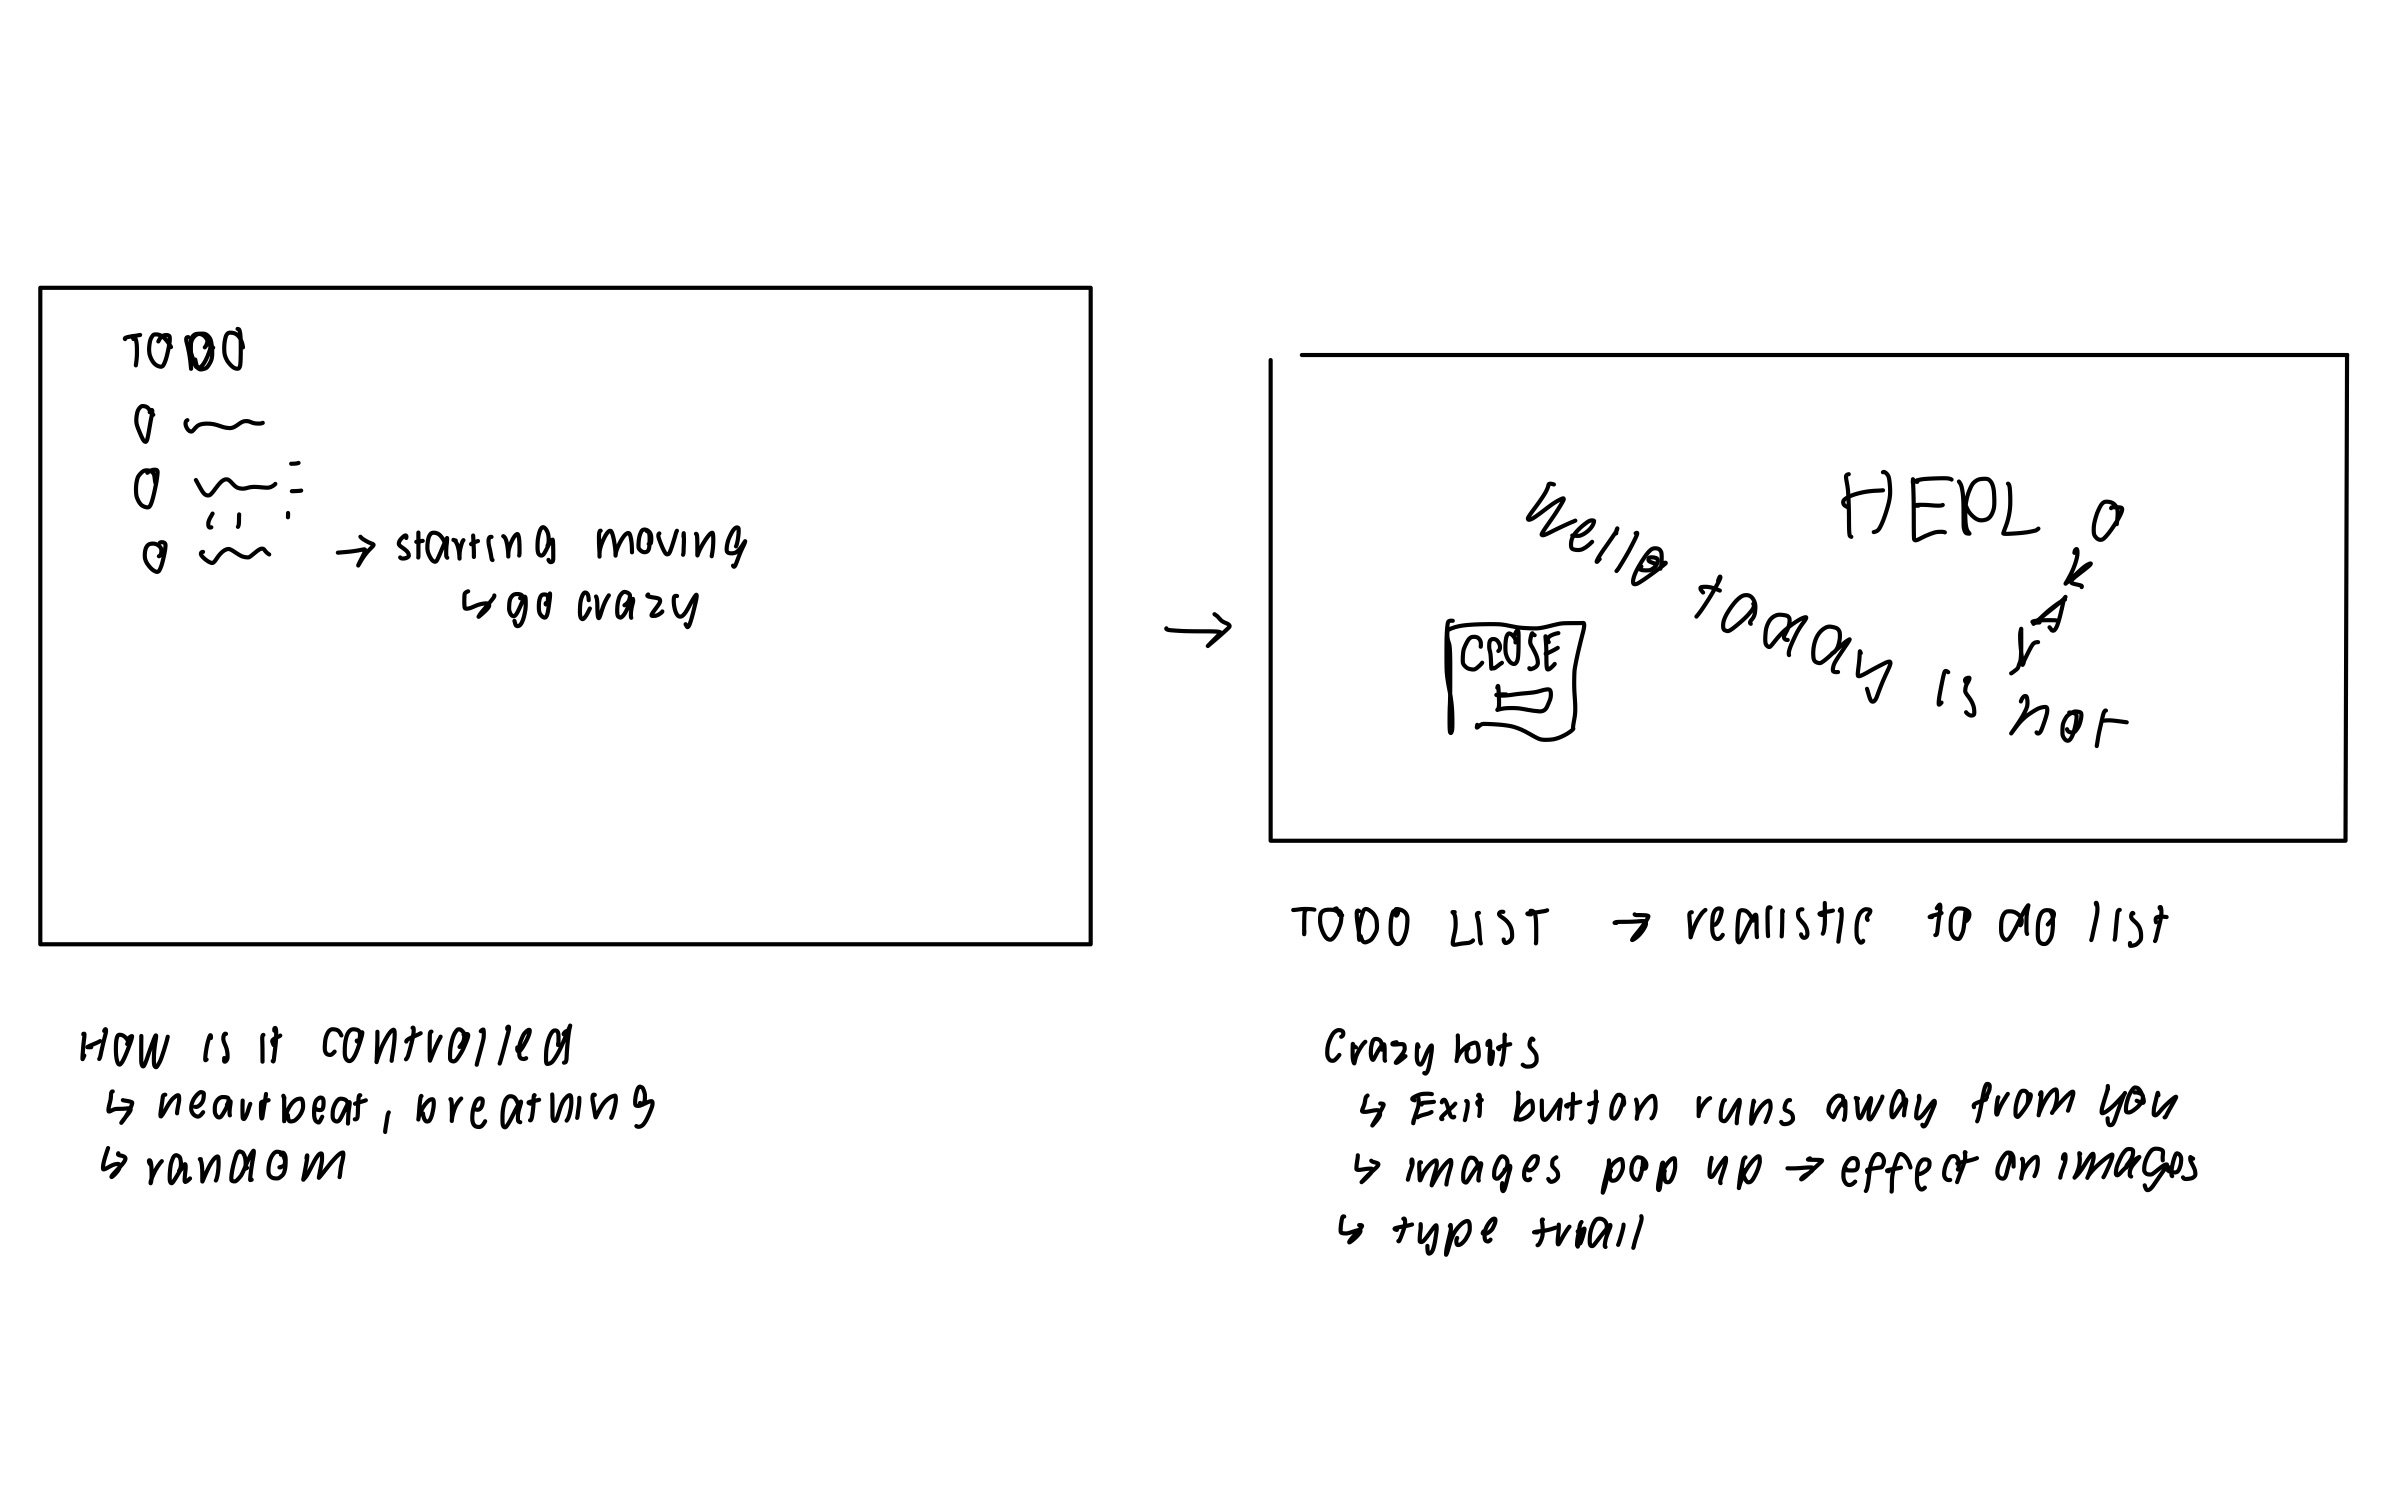 TODO
starting moving
go crazy
HELP
Hello today is not
CLOSE
TODO LIST → realistic to do list
How is it controlled
heartbeat, breathing
random
Crazy bits
Exit button runs away from you
images pop up → effect on images
type trail